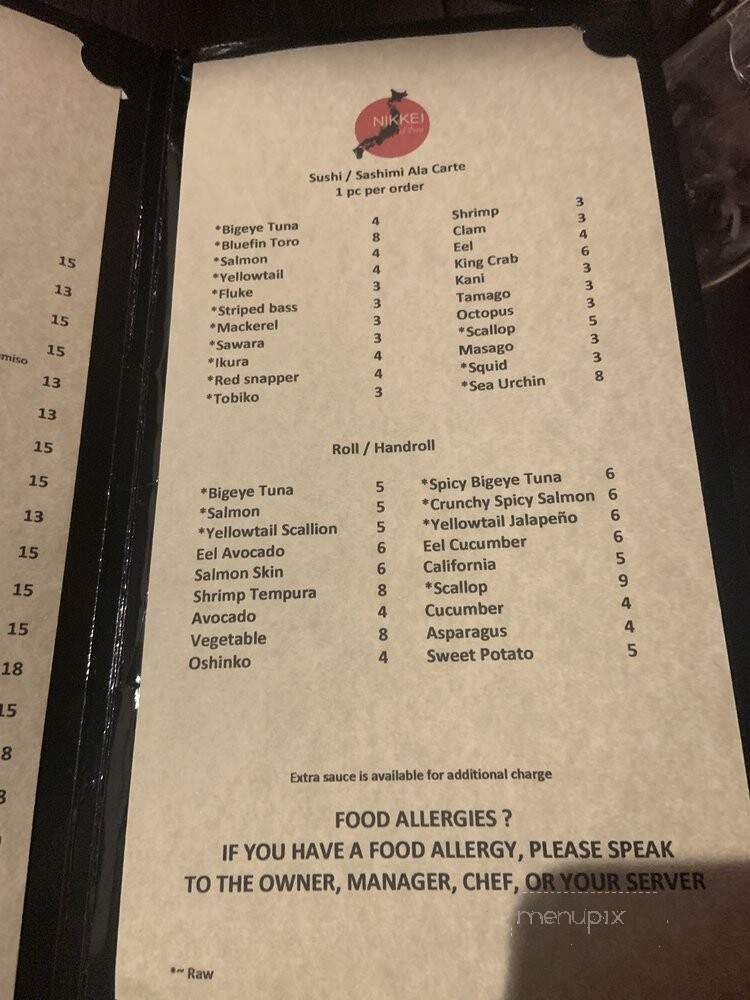 15
13
15
miso 15
13
13
15
15
13
15
15
15
18
15
8
NIKKEI
Sushi / Sashimi Ala Carte
1 pc per order
*Bigeye Tuna 4
*Bluefin Toro 8
*Salmon 4
*Yellowtail 4
*Fluke 3
*Striped bass 3
*Mackerel 3
*Sawara 3
*Ikura 4
*Red snapper 4
*Tobiko 3
Shrimp 3
Clam 3
Eel 4
King Crab 6
Kani 3
Tamago 3
Octopus 3
*Scallop 5
Masago 3
*Squid 3
*Sea Urchin 8
Roll / Handroll
*Bigeye Tuna 5
*Salmon 5
*Yellowtail Scallion 5
Eel Avocado 6
Salmon Skin 6
Shrimp Tempura 8
Avocado 4
Vegetable 8
Oshinko 4
*Spicy Bigeye Tuna 6
*Crunchy Spicy Salmon 6
*Yellowtail Jalapeño 6
Eel Cucumber 6
California 5
*Scallop 9
Cucumber 4
Asparagus 4
Sweet Potato 5
Extra sauce is available for additional charge
FOOD ALLERGIES ?
IF YOU HAVE A FOOD ALLERGY, PLEASE SPEAK
TO THE OWNER, MANAGER, CHEF, OR YOUR SERVER
menupix
*~ Raw